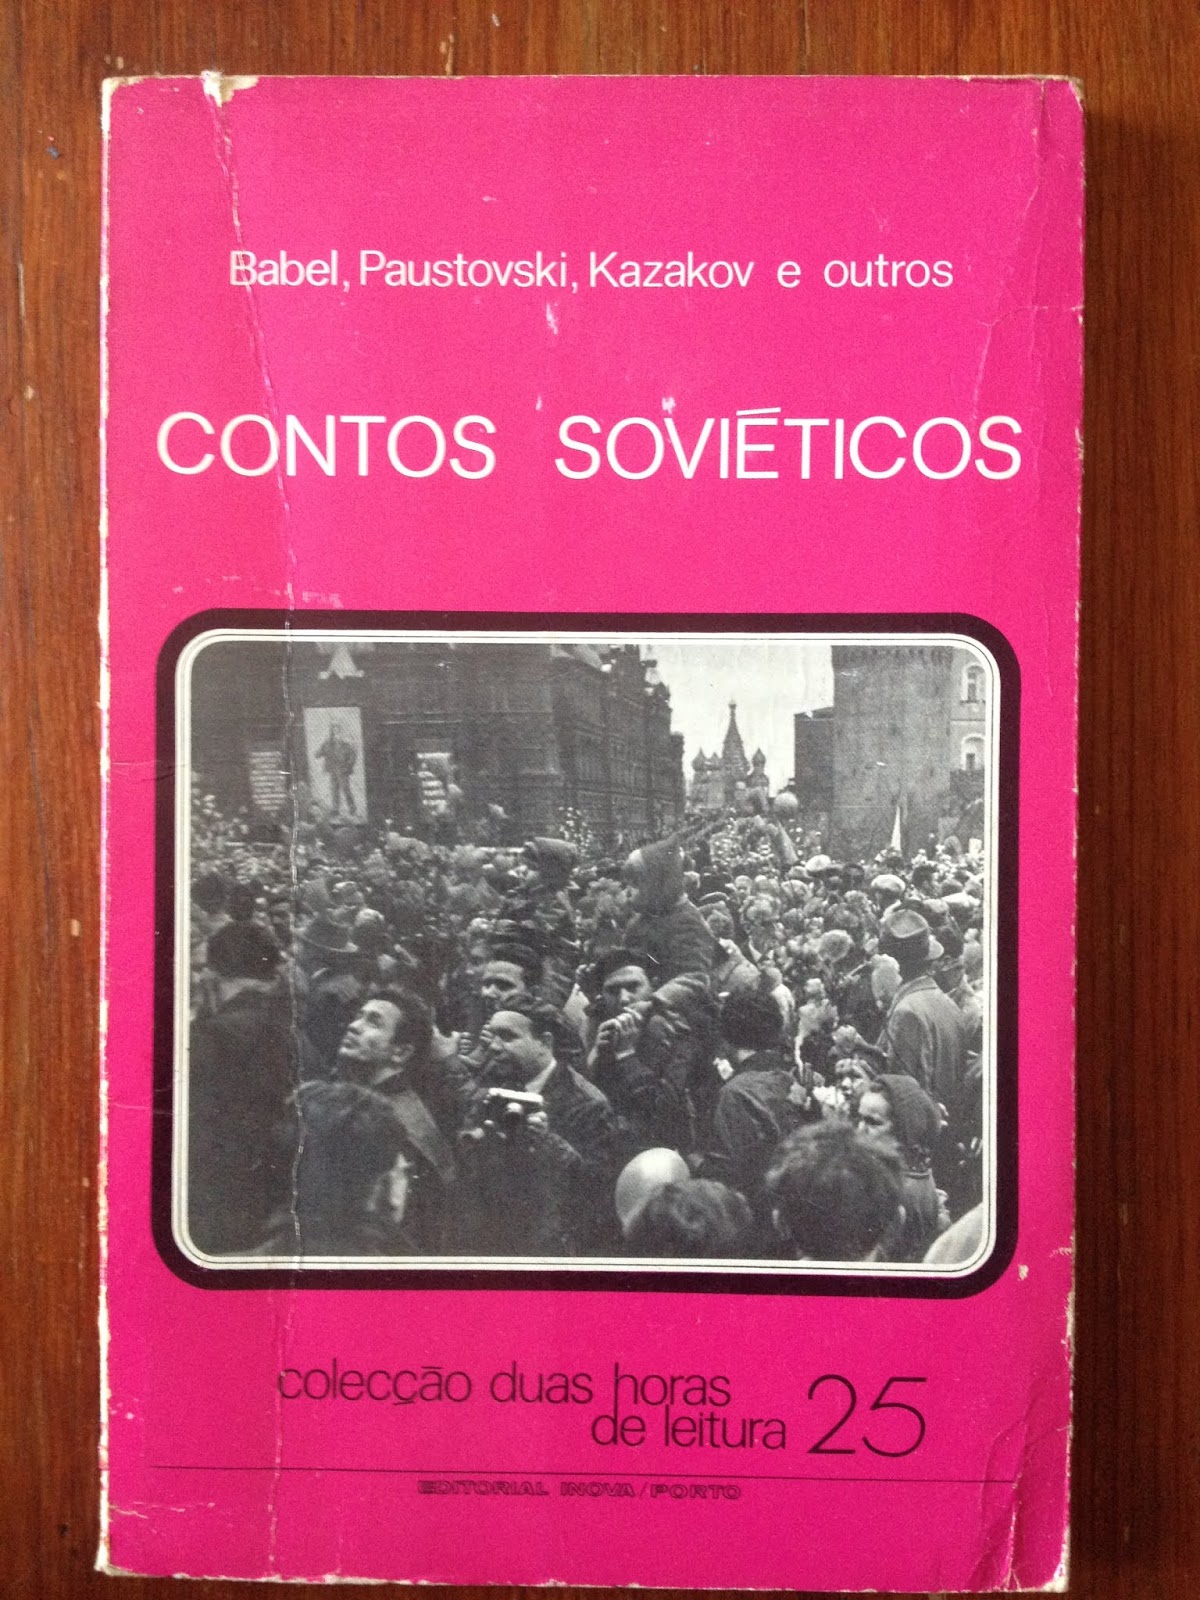 Babel, Paustovski, Kazakov e outros
CONTOS SOVIÉTICOS
colecção duas horas
de leitura 25
EDITORIAL INOVA/PORTO